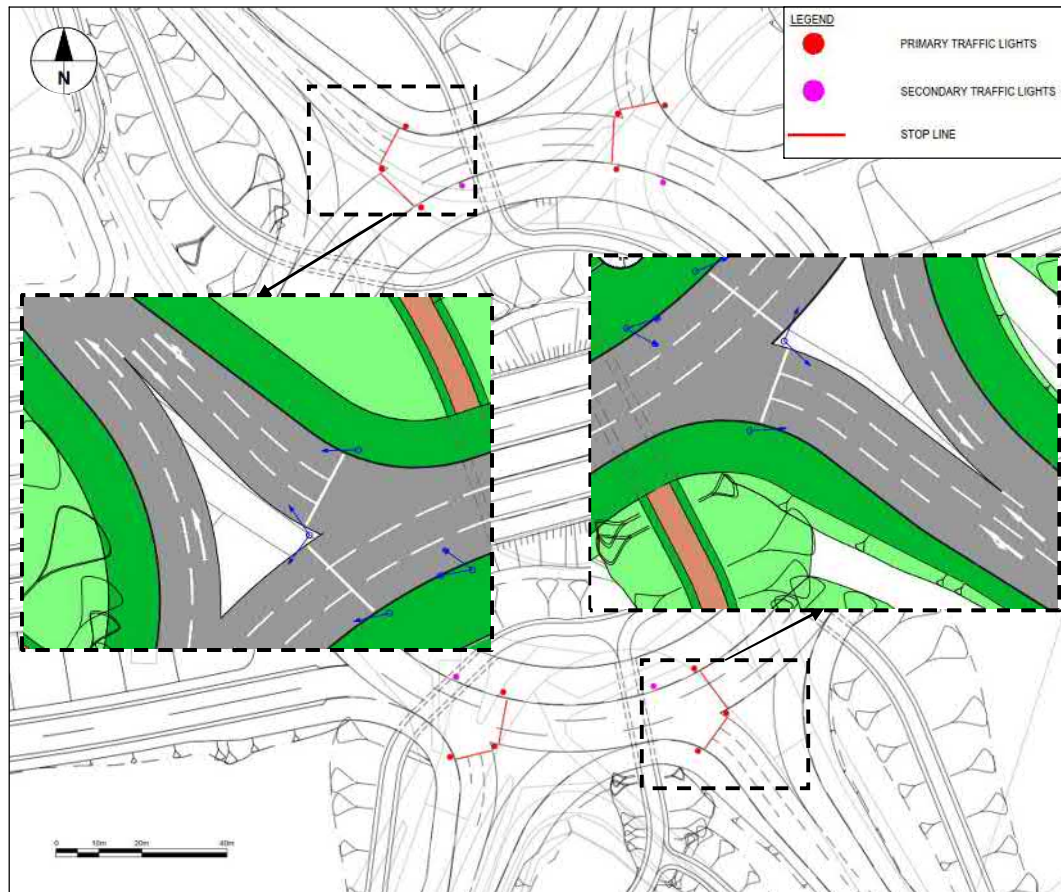 LEGEND
PRIMARY TRAFFIC LIGHTS
SECONDARY TRAFFIC LIGHTS
STOP LINE
N
0 10m 20m 40m